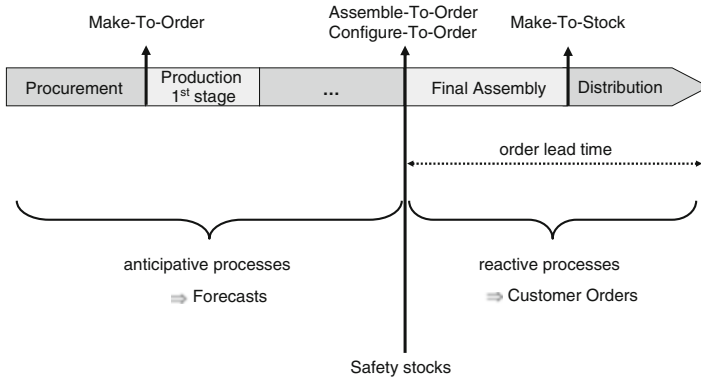 Make-To-Order
Assemble-To-Order
Configure-To-Order
Make-To-Stock
Procurement
Production
1st stage
...
Final Assembly
Distribution
order lead time
anticipative processes
⇒ Forecasts
reactive processes
⇒ Customer Orders
Safety stocks